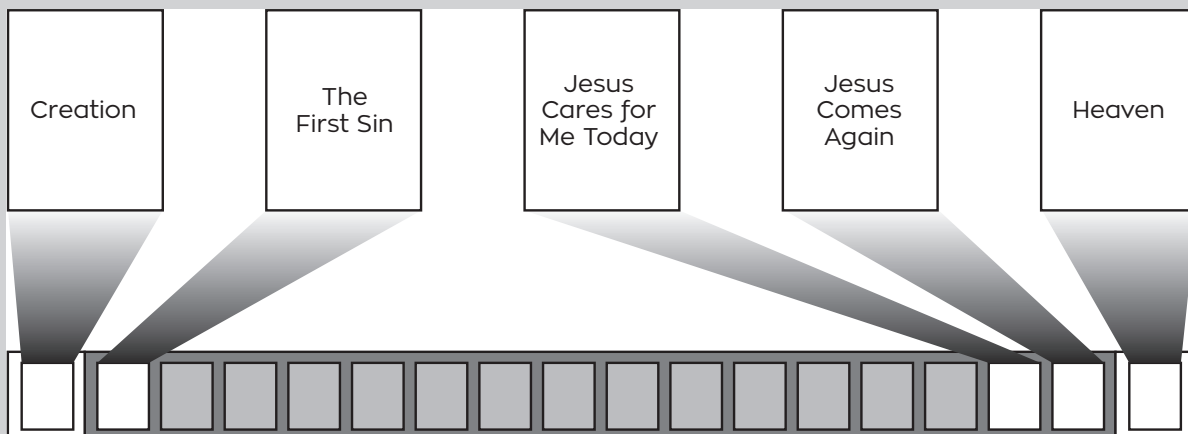 Creation
The
First Sin
Jesus
Cares for
Me Today
Jesus
Comes
Again
Heaven